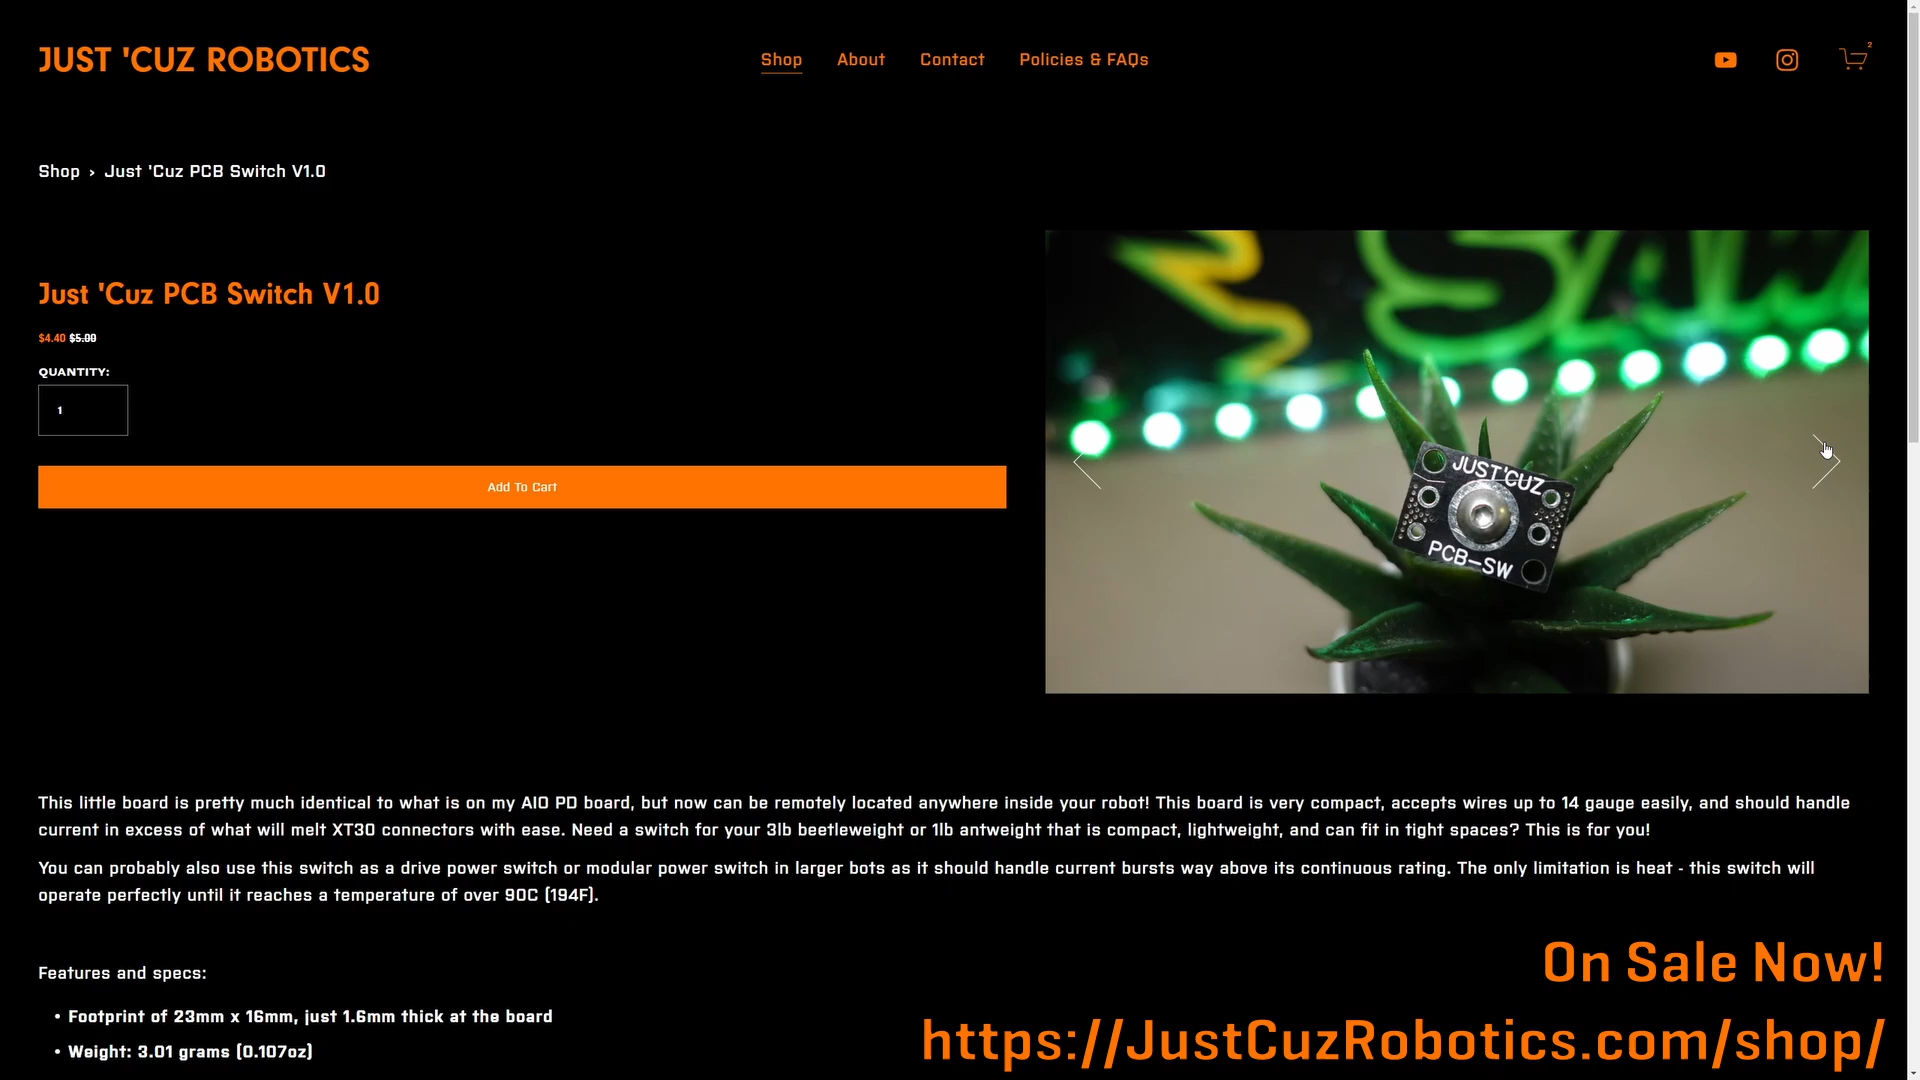 JUST 'CUZ ROBOTICS
Shop About Contact Policies & FAQs
2
Shop › Just 'Cuz PCB Switch V1.0
Just 'Cuz PCB Switch V1.0
$4.40 $5.00
QUANTITY:
1
Add To Cart
JUST'CUZ
PCB-SW
This little board is pretty much identical to what is on my AIO PD board, but now can be remotely located anywhere inside your robot! This board is very compact, accepts wires up to 14 gauge easily, and should handle
current in excess of what will melt XT30 connectors with ease. Need a switch for your 3lb beetleweight or 1lb antweight that is compact, lightweight, and can fit in tight spaces? This is for you!
You can probably also use this switch as a drive power switch or modular power switch in larger bots as it should handle current bursts way above its continuous rating. The only limitation is heat - this switch will
operate perfectly until it reaches a temperature of over 90C (194F).
Features and specs:
• Footprint of 23mm x 16mm, just 1.6mm thick at the board
• Weight: 3.01 grams (0.107oz)
On Sale Now!
https://JustCuzRobotics.com/shop/